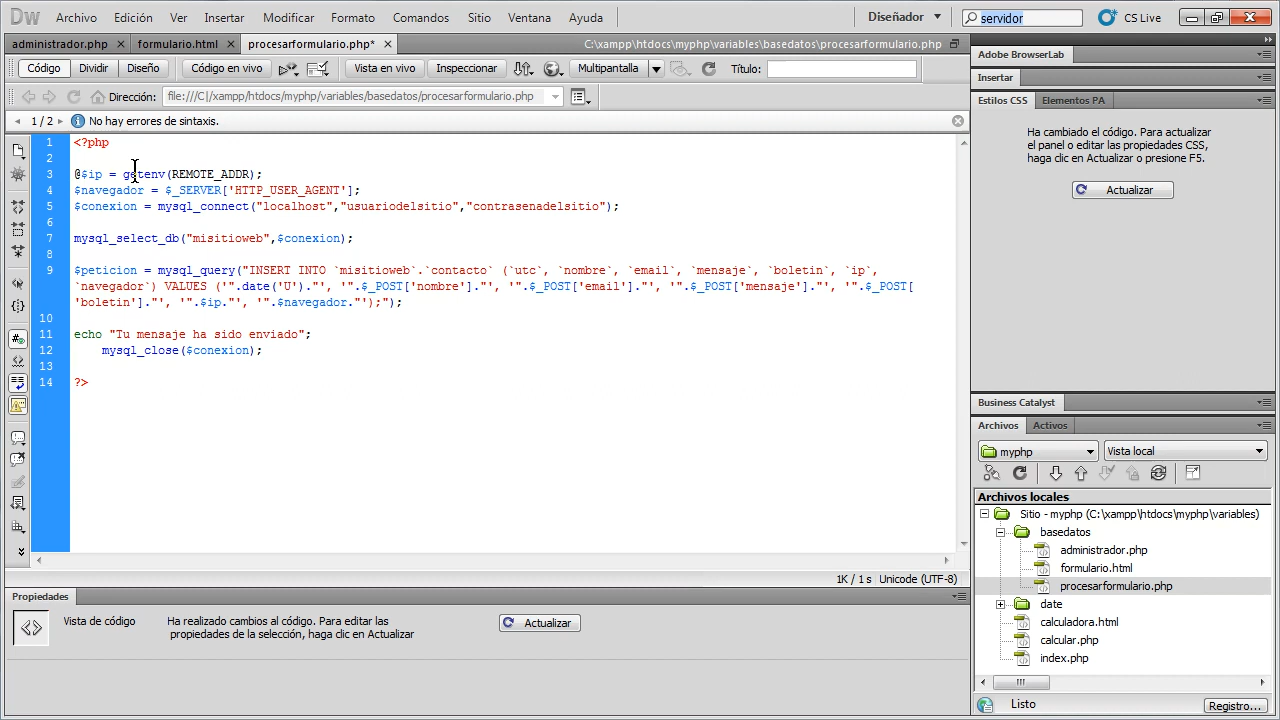 Dw Archivo Edición Ver Insertar Modificar Formato Comandos Sitio Ventana Ayuda Diseñador servidor CS Live
administrador.php formulario.html procesarformulario.php* C:\xampp\htdocs\myphp\variables\basedatos\procesarformulario.php
Código Dividir Diseño Código en vivo Vista en vivo Inspeccionar Multipantalla Título:
Dirección: file:///C|/xampp/htdocs/myphp/variables/basedatos/procesarformulario.php
1 / 2 No hay errores de sintaxis.
1 <?php
2
3 @$ip = getenv(REMOTE_ADDR);
4 $navegador = $_SERVER['HTTP_USER_AGENT'];
5 $conexion = mysql_connect("localhost","usuariodelsitio","contrasenadelsitio");
6
7 mysql_select_db("misitioweb",$conexion);
8
9 $peticion = mysql_query("INSERT INTO `misitioweb`.`contacto` (`utc`, `nombre`, `email`, `mensaje`, `boletin`, `ip`,
`navegador`) VALUES ('".date('U')."', '".$_POST['nombre']."', '".$_POST['email']."', '".$_POST['mensaje']."', '".$_POST[
'boletin']."', '".$ip."', '".$navegador."');");
10
11 echo "Tu mensaje ha sido enviado";
12 mysql_close($conexion);
13
14 ?>
1K / 1 s Unicode (UTF-8)
Propiedades
Vista de código
Ha realizado cambios al código. Para editar las
propiedades de la selección, haga clic en Actualizar
Actualizar
Adobe BrowserLab
Insertar
Estilos CSS Elementos PA
Ha cambiado el código. Para actualizar
el panel o editar las propiedades CSS,
haga clic en Actualizar o presione F5.
Actualizar
Business Catalyst
Archivos Activos
myphp Vista local
Archivos locales
Sitio - myphp (C:\xampp\htdocs\myphp\variables)
basedatos
administrador.php
formulario.html
procesarformulario.php
date
calculadora.html
calcular.php
index.php
Listo Registro...